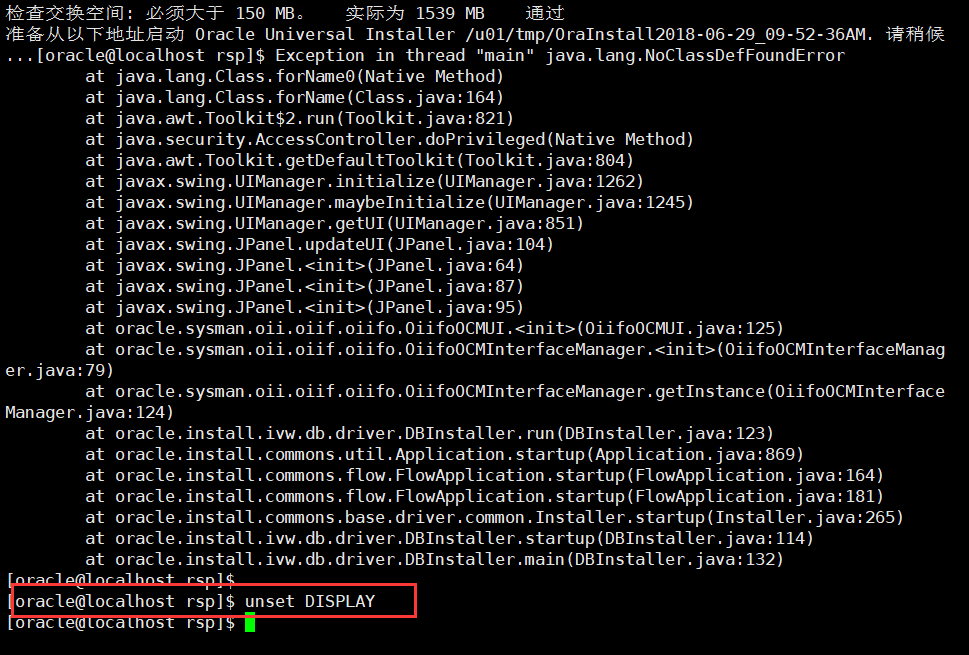 检查交换空间: 必须大于 150 MB。   实际为 1539 MB    通过
准备从以下地址启动 Oracle Universal Installer /u01/tmp/OraInstall2018-06-29_09-52-36AM. 请稍候
...[oracle@localhost rsp]$ Exception in thread "main" java.lang.NoClassDefFoundError
        at java.lang.Class.forName0(Native Method)
        at java.lang.Class.forName(Class.java:164)
        at java.awt.Toolkit$2.run(Toolkit.java:821)
        at java.security.AccessController.doPrivileged(Native Method)
        at java.awt.Toolkit.getDefaultToolkit(Toolkit.java:804)
        at javax.swing.UIManager.initialize(UIManager.java:1262)
        at javax.swing.UIManager.maybeInitialize(UIManager.java:1245)
        at javax.swing.UIManager.getUI(UIManager.java:851)
        at javax.swing.JPanel.updateUI(JPanel.java:104)
        at javax.swing.JPanel.<init>(JPanel.java:64)
        at javax.swing.JPanel.<init>(JPanel.java:87)
        at javax.swing.JPanel.<init>(JPanel.java:95)
        at oracle.sysman.oii.oiif.oiifo.OiifoOCMUI.<init>(OiifoOCMUI.java:125)
        at oracle.sysman.oii.oiif.oiifo.OiifoOCMInterfaceManager.<init>(OiifoOCMInterfaceManag
er.java:79)
        at oracle.sysman.oii.oiif.oiifo.OiifoOCMInterfaceManager.getInstance(OiifoOCMInterface
Manager.java:124)
        at oracle.install.ivw.db.driver.DBInstaller.run(DBInstaller.java:123)
        at oracle.install.commons.util.Application.startup(Application.java:869)
        at oracle.install.commons.flow.FlowApplication.startup(FlowApplication.java:164)
        at oracle.install.commons.flow.FlowApplication.startup(FlowApplication.java:181)
        at oracle.install.commons.base.driver.common.Installer.startup(Installer.java:265)
        at oracle.install.ivw.db.driver.DBInstaller.startup(DBInstaller.java:114)
        at oracle.install.ivw.db.driver.DBInstaller.main(DBInstaller.java:132)
[oracle@localhost rsp]$
[oracle@localhost rsp]$ unset DISPLAY
[oracle@localhost rsp]$